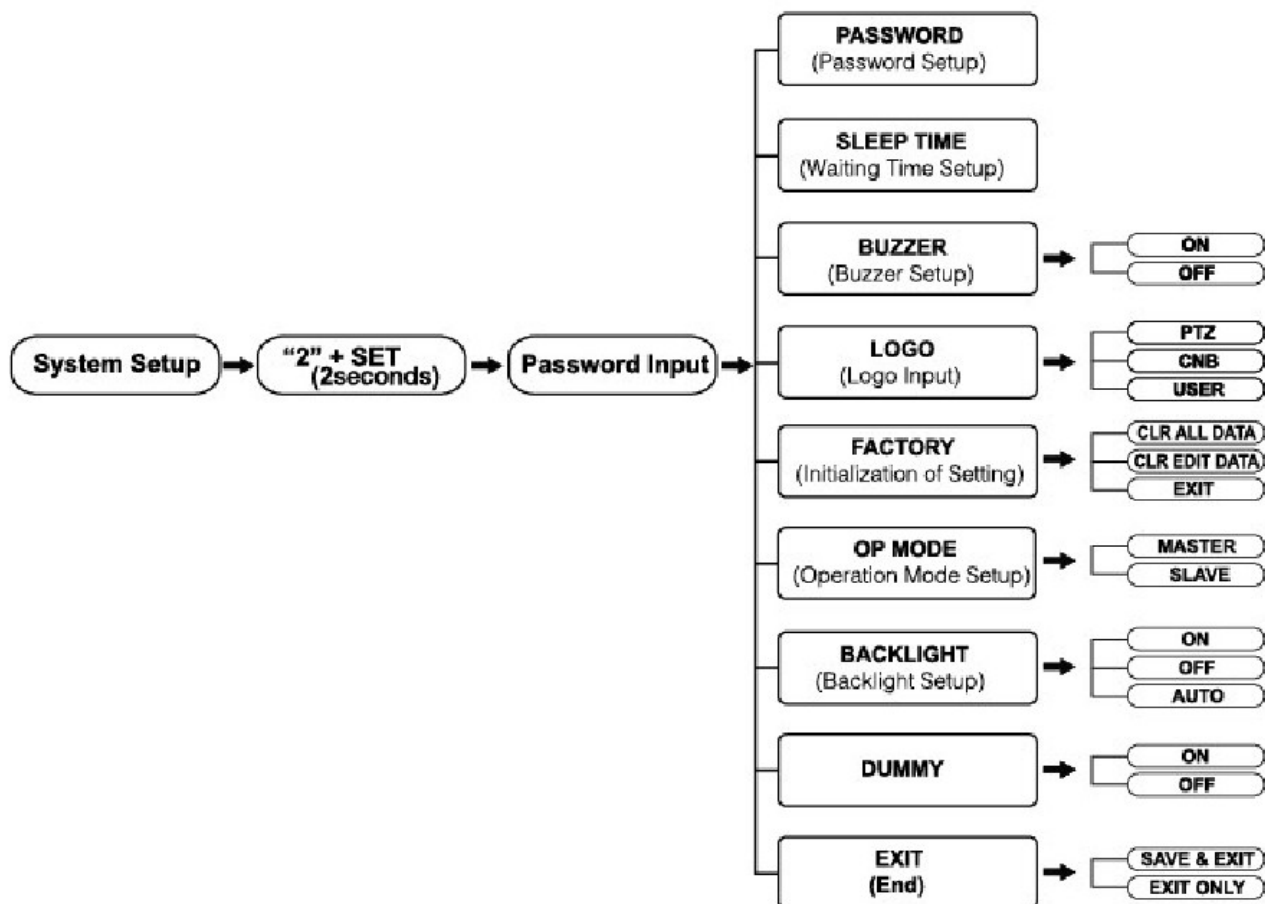 System Setup
“2” + SET
(2seconds)
Password Input
PASSWORD
(Password Setup)
SLEEP TIME
(Waiting Time Setup)
BUZZER
(Buzzer Setup)
ON
OFF
LOGO
(Logo Input)
PTZ
CNB
USER
FACTORY
(Initialization of Setting)
CLR ALL DATA
CLR EDIT DATA
EXIT
OP MODE
(Operation Mode Setup)
MASTER
SLAVE
BACKLIGHT
(Backlight Setup)
ON
OFF
AUTO
DUMMY
ON
OFF
EXIT
(End)
SAVE & EXIT
EXIT ONLY